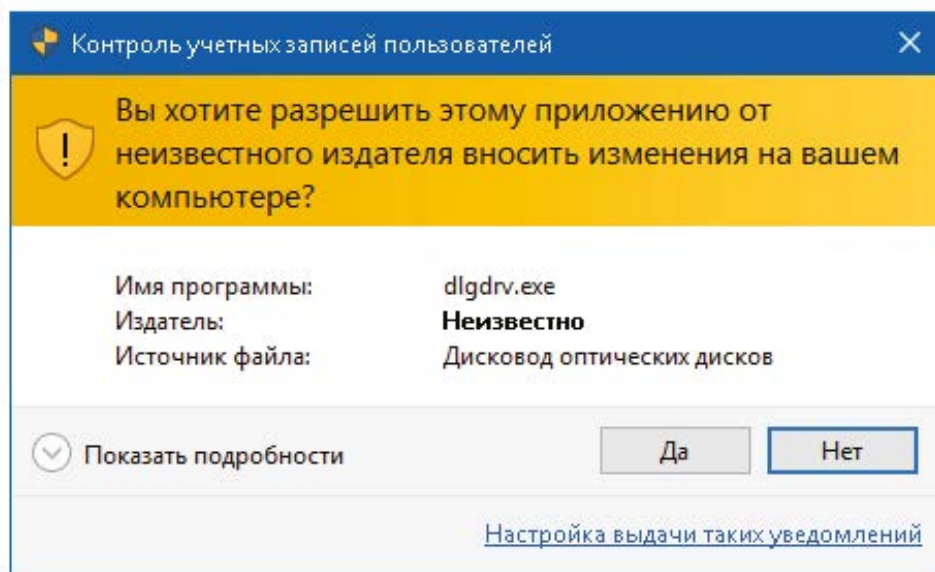 Контроль учетных записей пользователей
Вы хотите разрешить этому приложению от
неизвестного издателя вносить изменения на вашем
компьютере?
Имя программы: dlgdrv.exe
Издатель: Неизвестно
Источник файла: Дисковод оптических дисков
Показать подробности Да Нет
Настройка выдачи таких уведомлений